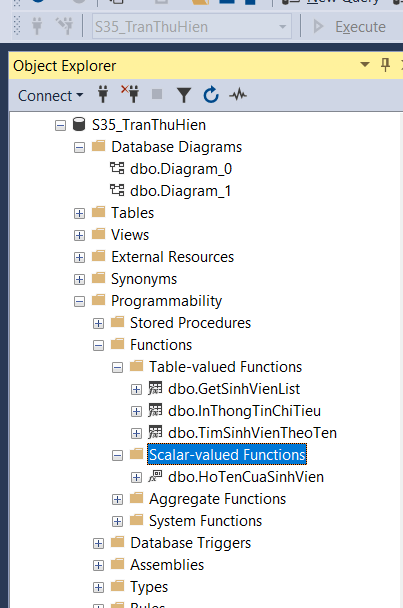 New Query
S35_TranThuHien
Execute
Object Explorer
Connect
S35_TranThuHien
Database Diagrams
dbo.Diagram_0
dbo.Diagram_1
Tables
Views
External Resources
Synonyms
Programmability
Stored Procedures
Functions
Table-valued Functions
dbo.GetSinhVienList
dbo.InThongTinChiTieu
dbo.TimSinhVienTheoTen
Scalar-valued Functions
dbo.HoTenCuaSinhVien
Aggregate Functions
System Functions
Database Triggers
Assemblies
Types
Rules